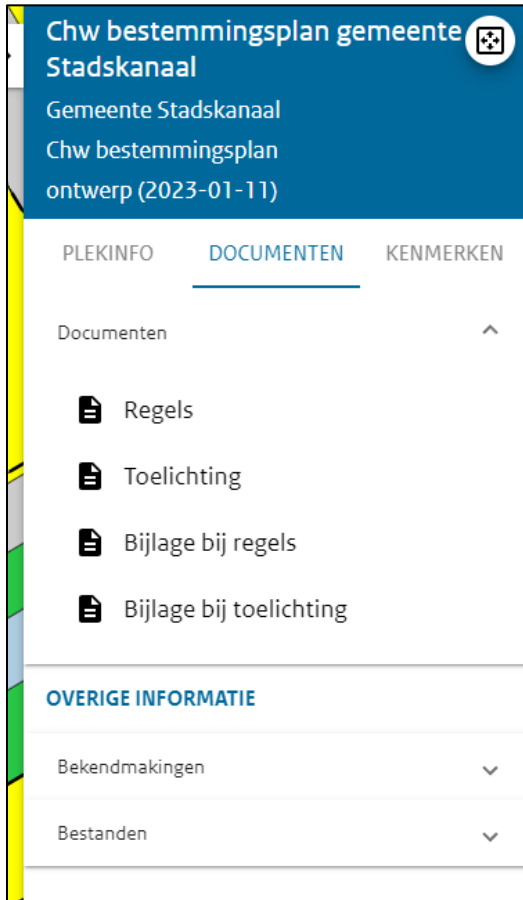 Chw bestemmingsplan gemeente
Stadskanaal
Gemeente Stadskanaal
Chw bestemmingsplan
ontwerp (2023-01-11)
PLEKINFO DOCUMENTEN KENMERKEN
Documenten
Regels
Toelichting
Bijlage bij regels
Bijlage bij toelichting
OVERIGE INFORMATIE
Bekendmakingen
Bestanden